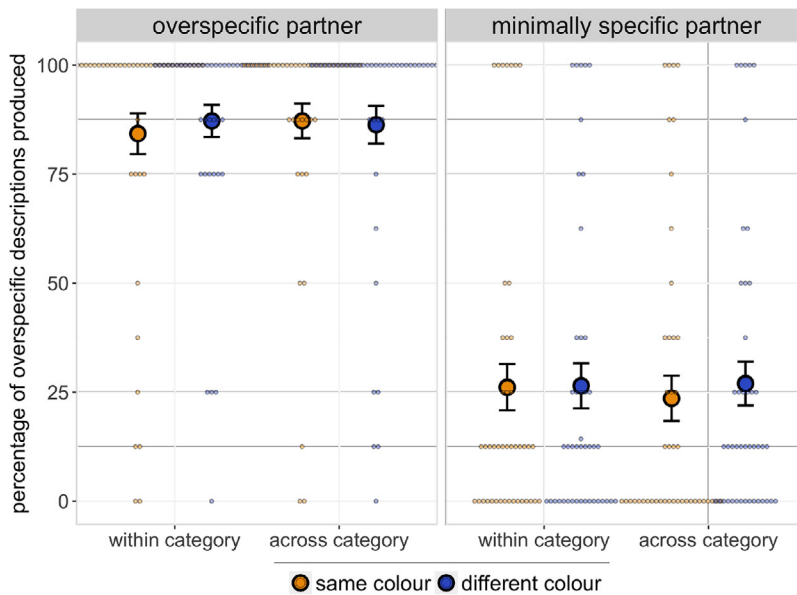 overspecific partner
minimally specific partner
percentage of overspecific descriptions produced
100
75
50
25
0
within category
across category
within category
across category
same colour
different colour